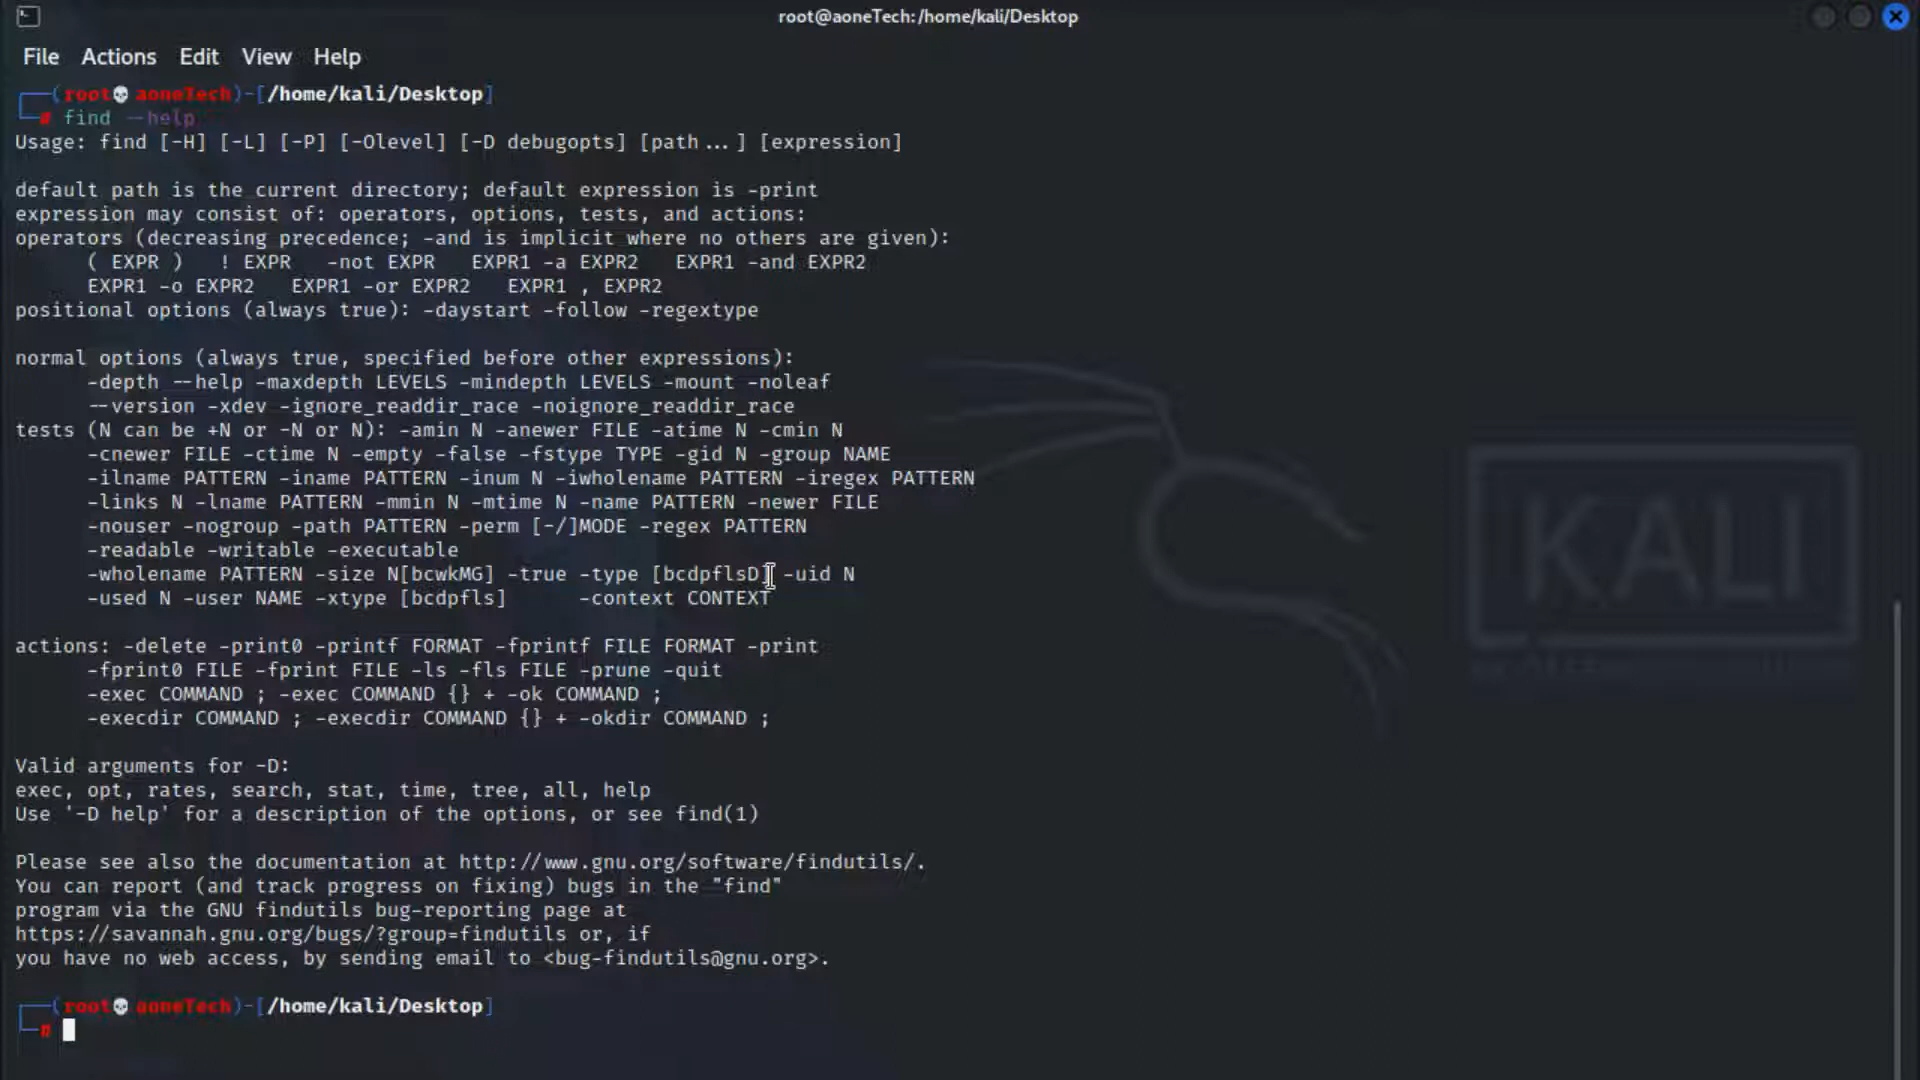 root@aoneTech:/home/kali/Desktop
File Actions Edit View Help
┌──(root💀aoneTech)-[/home/kali/Desktop]
└─# find --help
Usage: find [-H] [-L] [-P] [-Olevel] [-D debugopts] [path...] [expression]
default path is the current directory; default expression is -print
expression may consist of: operators, options, tests, and actions:
operators (decreasing precedence; -and is implicit where no others are given):
( EXPR ) ! EXPR -not EXPR EXPR1 -a EXPR2 EXPR1 -and EXPR2
EXPR1 -o EXPR2 EXPR1 -or EXPR2 EXPR1 , EXPR2
positional options (always true): -daystart -follow -regextype
normal options (always true, specified before other expressions):
-depth --help -maxdepth LEVELS -mindepth LEVELS -mount -noleaf
--version -xdev -ignore_readdir_race -noignore_readdir_race
tests (N can be +N or -N or N): -amin N -anewer FILE -atime N -cmin N
-cnewer FILE -ctime N -empty -false -fstype TYPE -gid N -group NAME
-ilname PATTERN -iname PATTERN -inum N -iwholename PATTERN -iregex PATTERN
-links N -lname PATTERN -mmin N -mtime N -name PATTERN -newer FILE
-nouser -nogroup -path PATTERN -perm [-/]MODE -regex PATTERN
-readable -writable -executable
-wholename PATTERN -size N[bcwkMG] -true -type [bcdpflsD] -uid N
-used N -user NAME -xtype [bcdpfls] -context CONTEXT
actions: -delete -print0 -printf FORMAT -fprintf FILE FORMAT -print
-fprint0 FILE -fprint FILE -ls -fls FILE -prune -quit
-exec COMMAND ; -exec COMMAND {} + -ok COMMAND ;
-execdir COMMAND ; -execdir COMMAND {} + -okdir COMMAND ;
Valid arguments for -D:
exec, opt, rates, search, stat, time, tree, all, help
Use '-D help' for a description of the options, or see find(1)
Please see also the documentation at http://www.gnu.org/software/findutils/.
You can report (and track progress on fixing) bugs in the "find"
program via the GNU findutils bug-reporting page at
https://savannah.gnu.org/bugs/?group=findutils or, if
you have no web access, by sending email to <bug-findutils@gnu.org>.
┌──(root💀aoneTech)-[/home/kali/Desktop]
└─#
KALI